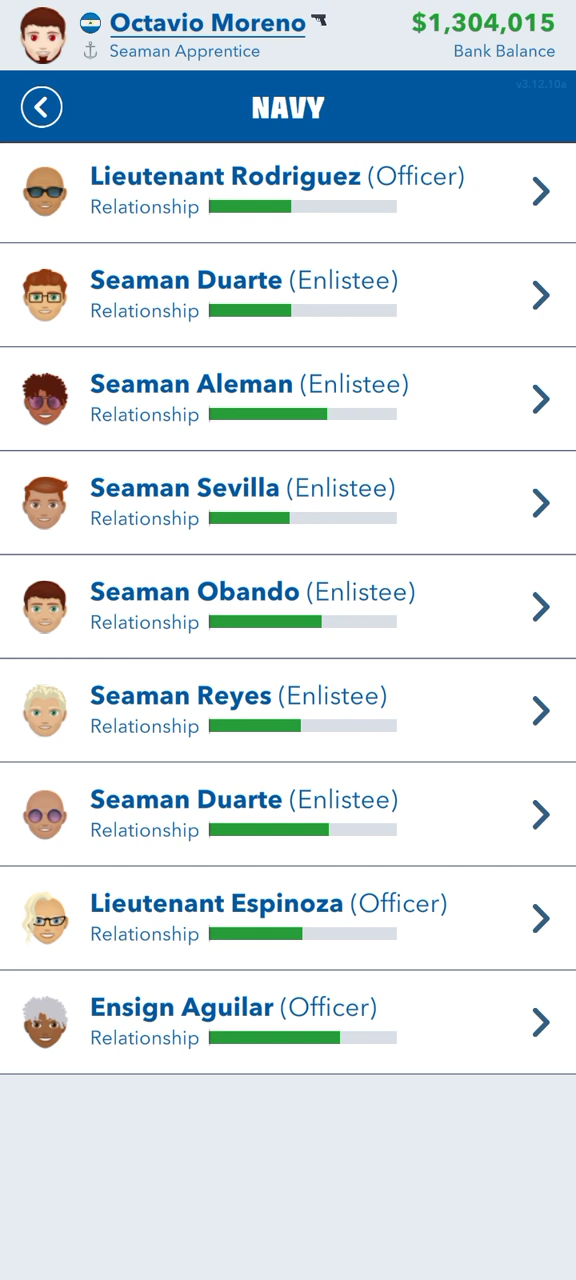 Octavio Moreno
$1,304,015
Seaman Apprentice
Bank Balance
v3.12.10a
NAVY
Lieutenant Rodriguez (Officer)
Relationship
Seaman Duarte (Enlistee)
Relationship
Seaman Aleman (Enlistee)
Relationship
Seaman Sevilla (Enlistee)
Relationship
Seaman Obando (Enlistee)
Relationship
Seaman Reyes (Enlistee)
Relationship
Seaman Duarte (Enlistee)
Relationship
Lieutenant Espinoza (Officer)
Relationship
Ensign Aguilar (Officer)
Relationship